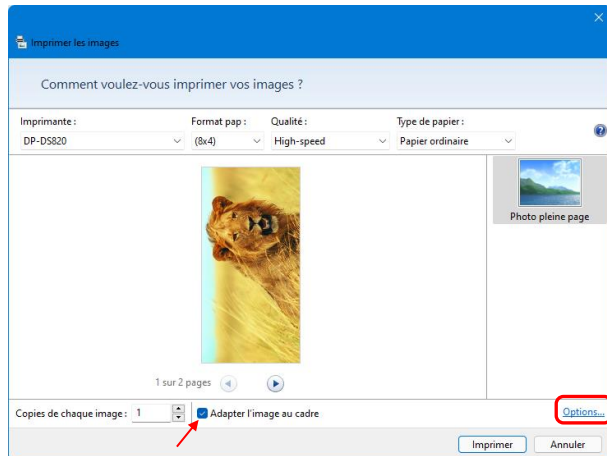 Imprimer les images
Comment voulez-vous imprimer vos images ?
Imprimante : Format pap : Qualité : Type de papier :
DP-DS820 (8x4) High-speed Papier ordinaire
Photo pleine page
1 sur 2 pages
Copies de chaque image : 1 Adapter l'image au cadre Options...
Imprimer Annuler